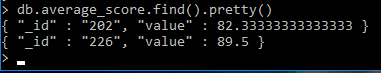 > db.average_score.find().pretty()
{ "_id" : "202", "value" : 82.33333333333333 }
{ "_id" : "226", "value" : 89.5 }
>